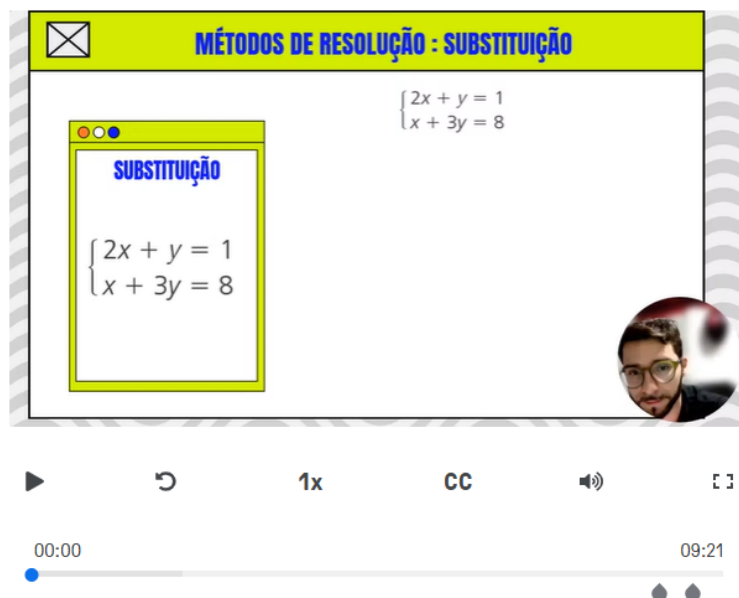 MÉTODOS DE RESOLUÇÃO : SUBSTITUIÇÃO
2x + y = 1
x + 3y = 8
SUBSTITUIÇÃO
2x + y = 1
x + 3y = 8
1x
CC
00:00
09:21